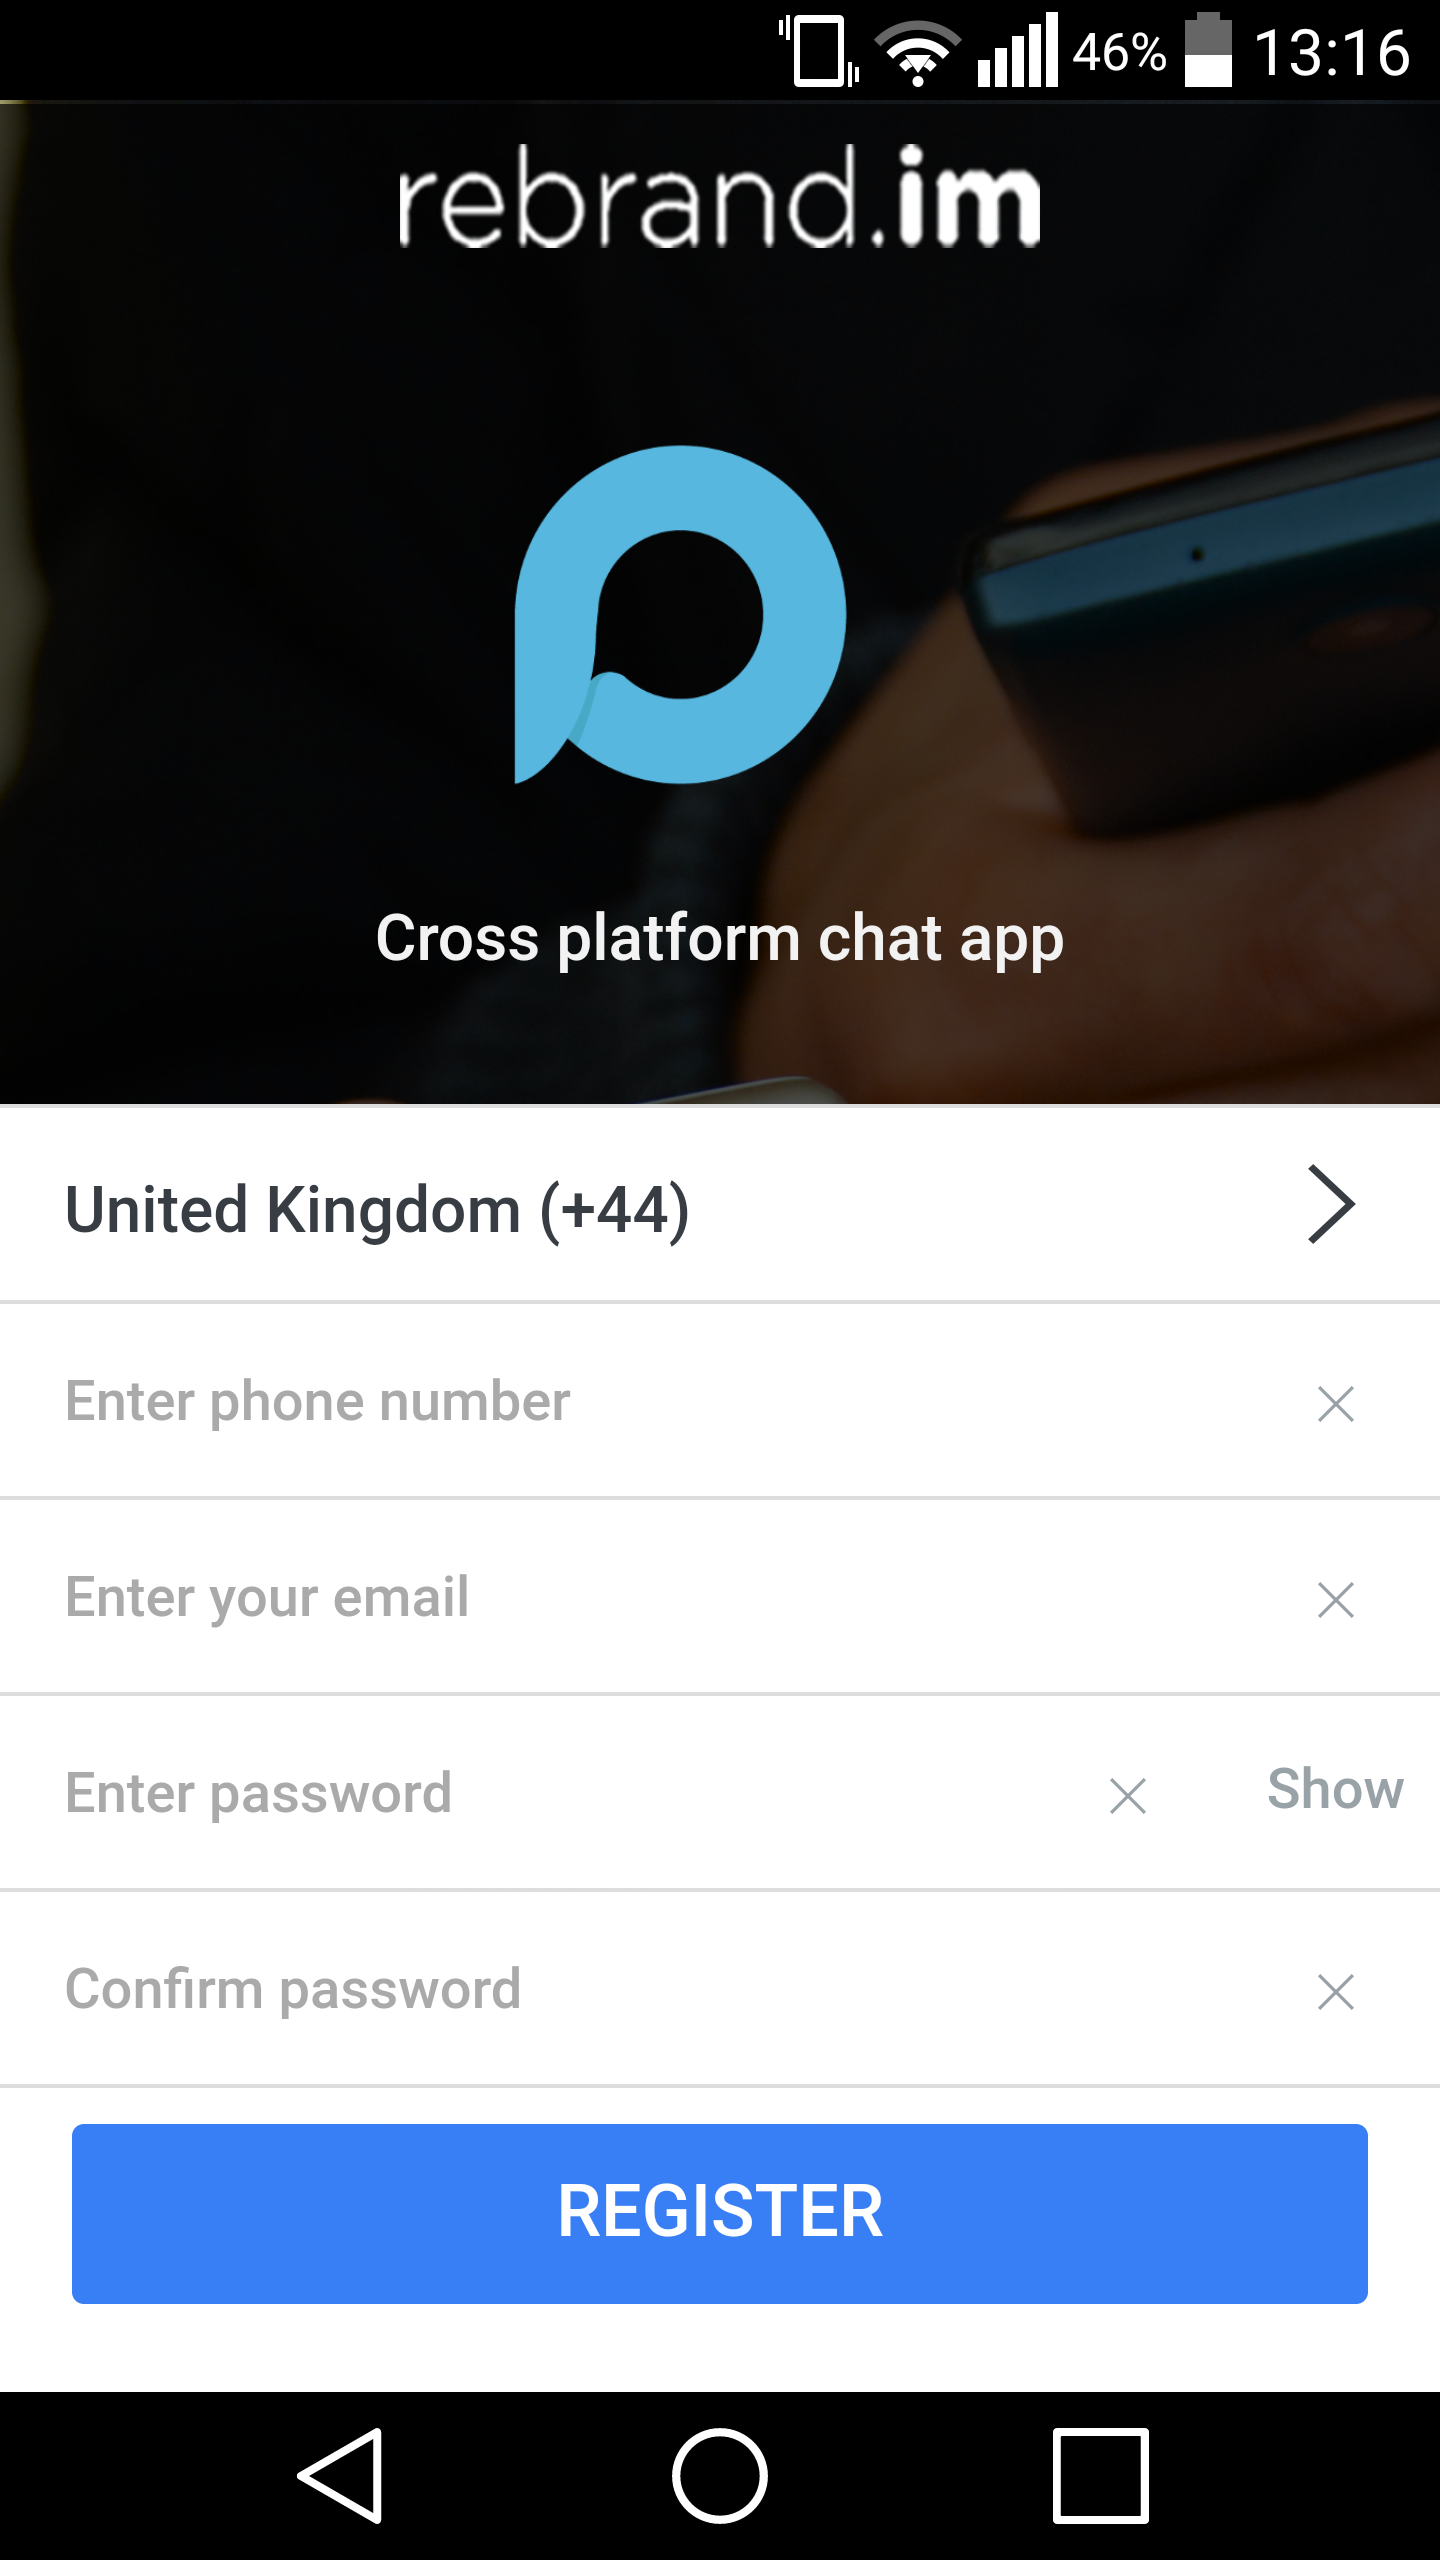 46% 13:16
rebrand.im
Cross platform chat app
United Kingdom (+44)
Enter phone number
Enter your email
Enter password Show
Confirm password
REGISTER